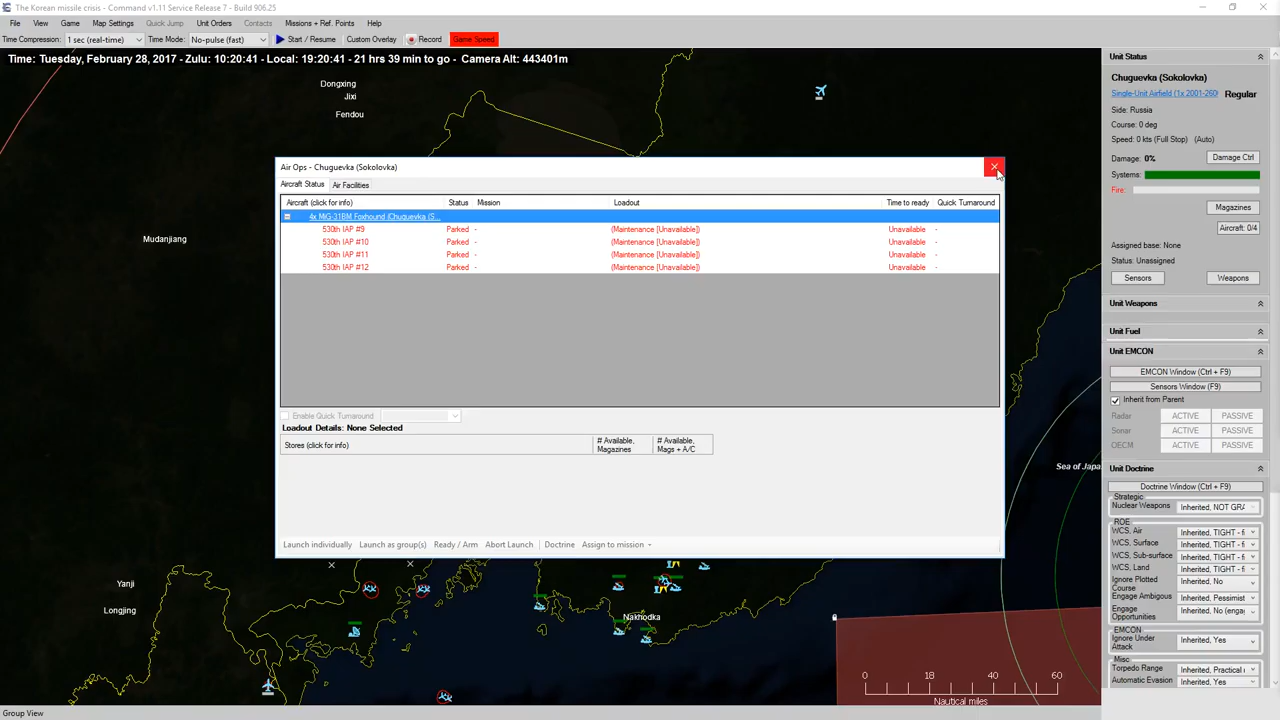 The Korean missile crisis - Command v1.11 Service Release 7 - Build 906.25
File View Game Map Settings Quick Jump Unit Orders Contacts Missions + Ref. Points Help
Time Compression: 1 sec (real-time) Time Mode: No-pulse (fast) Start / Resume Custom Overlay Record Game Speed
Time: Tuesday, February 28, 2017 - Zulu: 10:20:41 - Local: 19:20:41 - 21 hrs 39 min to go - Camera Alt: 443401m
Dongxing
Jixi
Fendou
Mudanjiang
Air Ops - Chuguevka (Sokolovka)
Aircraft Status Air Facilities
Aircraft (click for info) Status Mission Loadout Time to ready Quick Turnaround
4x MiG-31BM Foxhound (Chuguevka (S...
530th IAP #9 Parked - (Maintenance [Unavailable]) Unavailable -
530th IAP #10 Parked - (Maintenance [Unavailable]) Unavailable -
530th IAP #11 Parked - (Maintenance [Unavailable]) Unavailable -
530th IAP #12 Parked - (Maintenance [Unavailable]) Unavailable -
Enable Quick Turnaround
Loadout Details: None Selected
Stores (click for info) # Available, Magazines # Available, Mags + A/C
Launch individually Launch as group(s) Ready / Arm Abort Launch Doctrine Assign to mission
Sea of Japa
Yanji
Longjing
Nakhodka
0 18 36 60
Nautical miles
Group View
Unit Status
Chuguevka (Sokolovka)
Single-Unit Airfield (1x 2001-260 Regular
Side: Russia
Course: 0 deg
Speed: 0 kts (Full Stop) (Auto)
Damage: 0% Damage Ctrl
Systems:
Fire:
Magazines
Aircraft: 0/4
Assigned base: None
Status: Unassigned
Sensors Weapons
Unit Weapons
Unit Fuel
Unit EMCON
EMCON Window (Ctrl + F9)
Sensors Window (F9)
Inherit from Parent
Radar ACTIVE PASSIVE
Sonar ACTIVE PASSIVE
OECM ACTIVE PASSIVE
Unit Doctrine
Doctrine Window (Ctrl + F9)
Strategic
Nuclear Weapons Inherited, NOT GRA
ROE
WCS, Air Inherited, TIGHT - f
WCS, Surface Inherited, TIGHT - f
WCS, Sub-surface Inherited, TIGHT - f
WCS, Land Inherited, TIGHT - f
Ignore Plotted Course Inherited, No
Engage Ambiguous Inherited, Pessimist
Engage Opportunities Inherited, No (enga
EMCON
Ignore Under Attack Inherited, Yes
Misc
Torpedo Range Inherited, Practical
Automatic Evasion Inherited, Yes